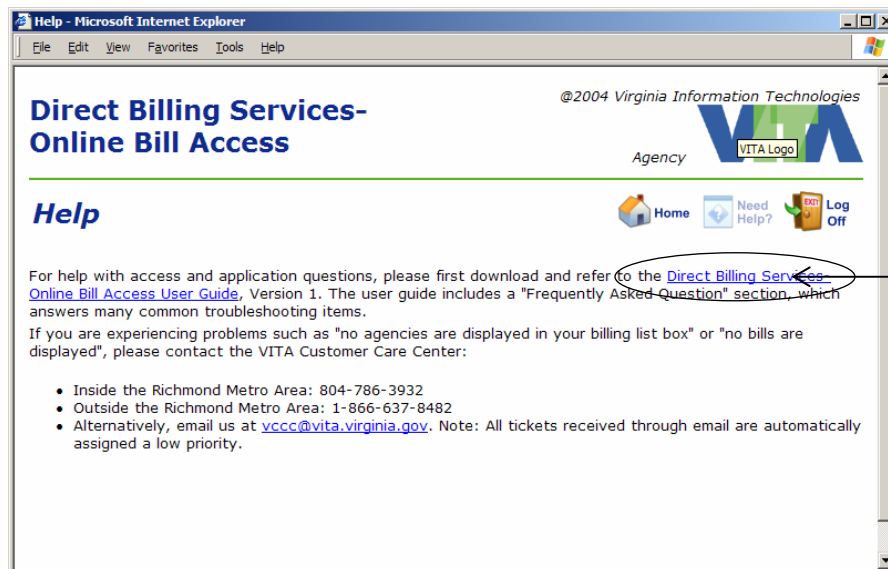 Help - Microsoft Internet Explorer
File Edit View Favorites Tools Help
Direct Billing Services-
Online Bill Access
@2004 Virginia Information Technologies
Agency
VITA
VITA Logo
Help
Home
Need
Help?
EXIT
Log
Off
For help with access and application questions, please first download and refer to the Direct Billing Services-
Online Bill Access User Guide, Version 1. The user guide includes a "Frequently Asked Question" section, which
answers many common troubleshooting items.
If you are experiencing problems such as "no agencies are displayed in your billing list box" or "no bills are
displayed", please contact the VITA Customer Care Center:
• Inside the Richmond Metro Area: 804-786-3932
• Outside the Richmond Metro Area: 1-866-637-8482
• Alternatively, email us at vccc@vita.virginia.gov. Note: All tickets received through email are automatically
assigned a low priority.